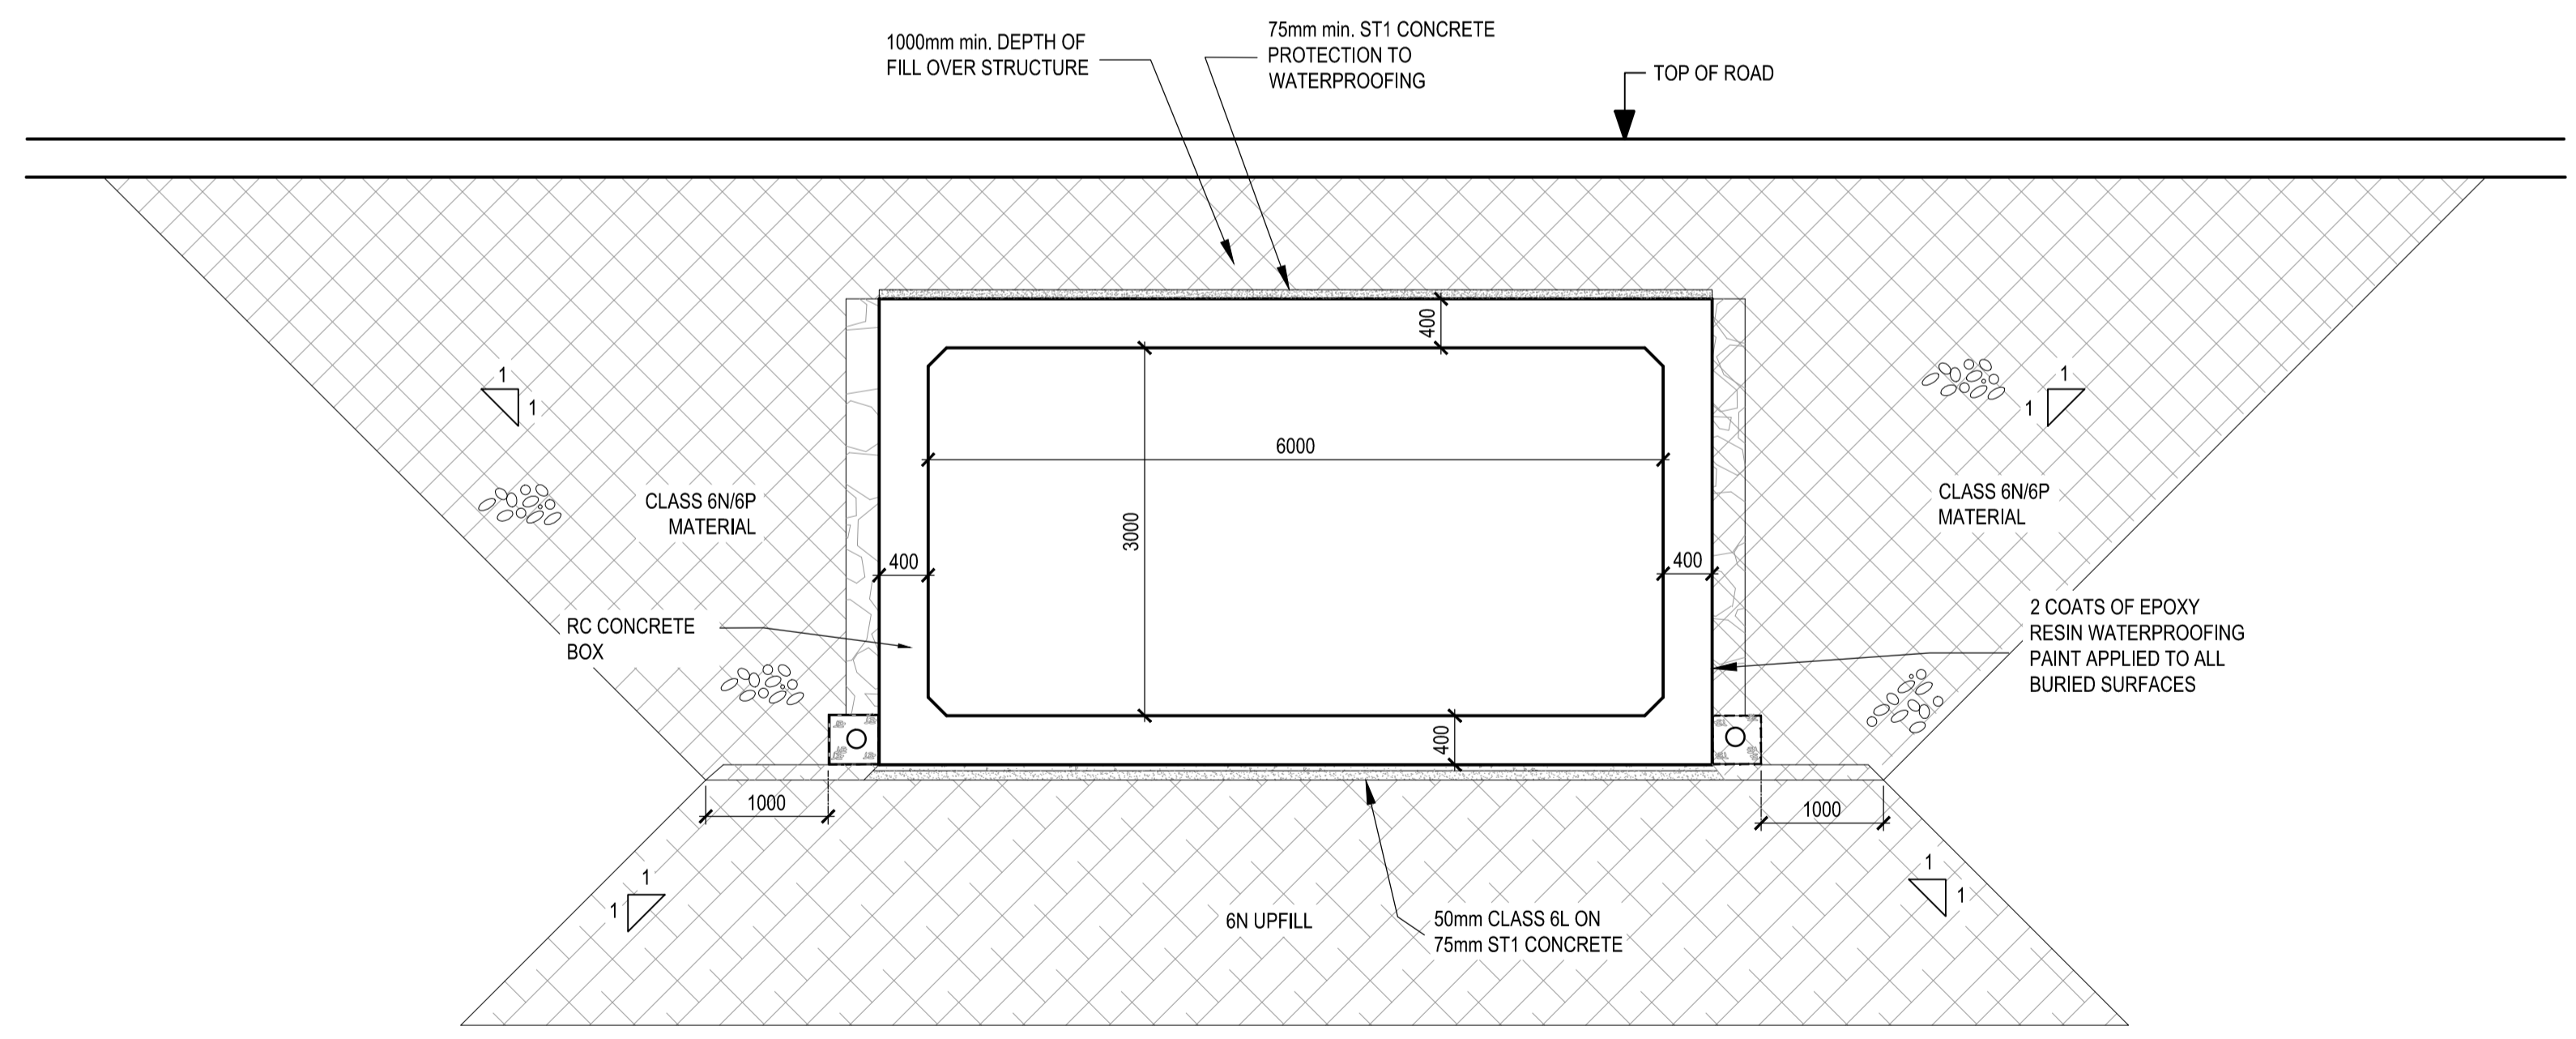 1000mm min. DEPTH OF
FILL OVER STRUCTURE
75mm min. ST1 CONCRETE
PROTECTION TO
WATERPROOFING
TOP OF ROAD
400
1
1
1
1
6000
CLASS 6N/6P
MATERIAL
3000
CLASS 6N/6P
MATERIAL
400
400
RC CONCRETE
BOX
2 COATS OF EPOXY
RESIN WATERPROOFING
PAINT APPLIED TO ALL
BURIED SURFACES
400
1000
1000
1
1
1
1
6N UPFILL
50mm CLASS 6L ON
75mm ST1 CONCRETE